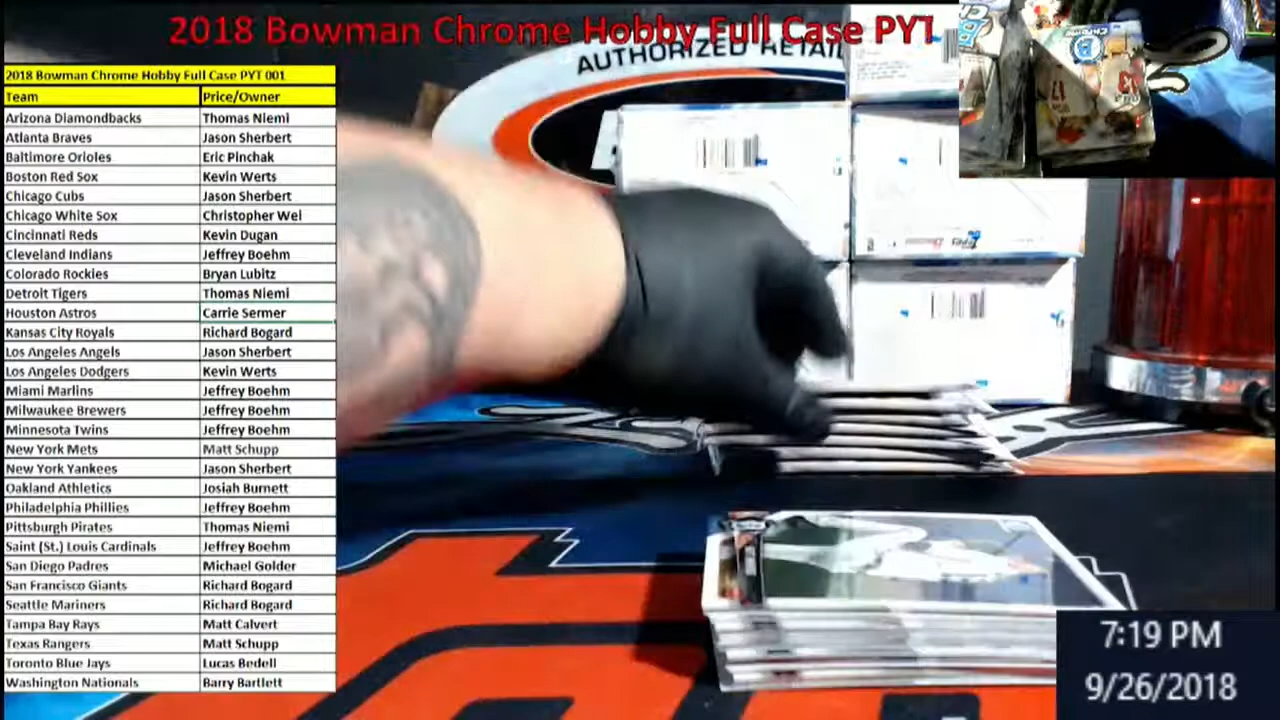 2018 Bowman Chrome Hobby Full Case PYT
AUTHORIZED RETAIL
2018 Bowman Chrome Hobby Full Case PYT 001
Team Price/Owner
Arizona Diamondbacks Thomas Niemi
Atlanta Braves Jason Sherbert
Baltimore Orioles Eric Pinchak
Boston Red Sox Kevin Werts
Chicago Cubs Jason Sherbert
Chicago White Sox Christopher Wel
Cincinnati Reds Kevin Dugan
Cleveland Indians Jeffrey Boehm
Colorado Rockies Bryan Lubitz
Detroit Tigers Thomas Niemi
Houston Astros Carrie Sermer
Kansas City Royals Richard Bogard
Los Angeles Angels Jason Sherbert
Los Angeles Dodgers Kevin Werts
Miami Marlins Jeffrey Boehm
Milwaukee Brewers Jeffrey Boehm
Minnesota Twins Jeffrey Boehm
New York Mets Matt Schupp
New York Yankees Jason Sherbert
Oakland Athletics Josiah Burnett
Philadelphia Phillies Jeffrey Boehm
Pittsburgh Pirates Thomas Niemi
Saint (St.) Louis Cardinals Jeffrey Boehm
San Diego Padres Michael Golder
San Francisco Giants Richard Bogard
Seattle Mariners Richard Bogard
Tampa Bay Rays Matt Calvert
Texas Rangers Matt Schupp
Toronto Blue Jays Lucas Bedell
Washington Nationals Barry Bartlett
7:19 PM
9/26/2018